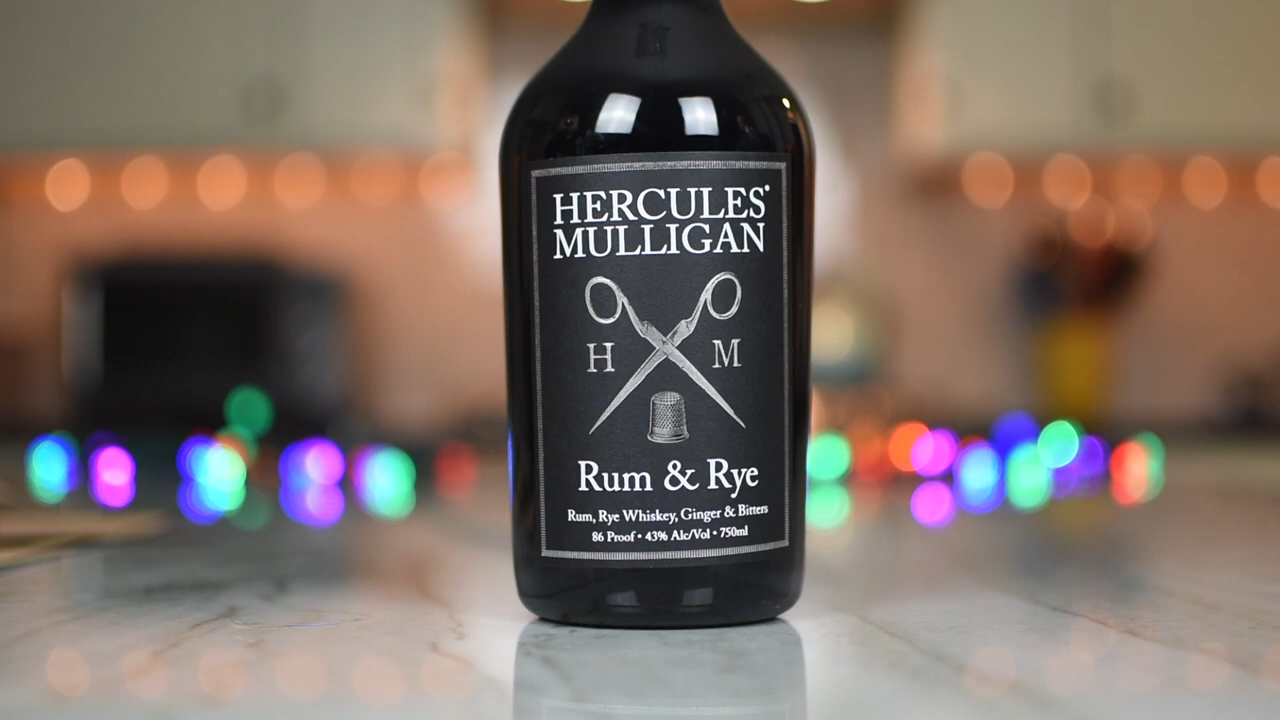 HERCULES®
MULLIGAN
H M
Rum & Rye
Rum, Rye Whiskey, Ginger & Bitters
86 Proof • 43% Alc/Vol • 750ml